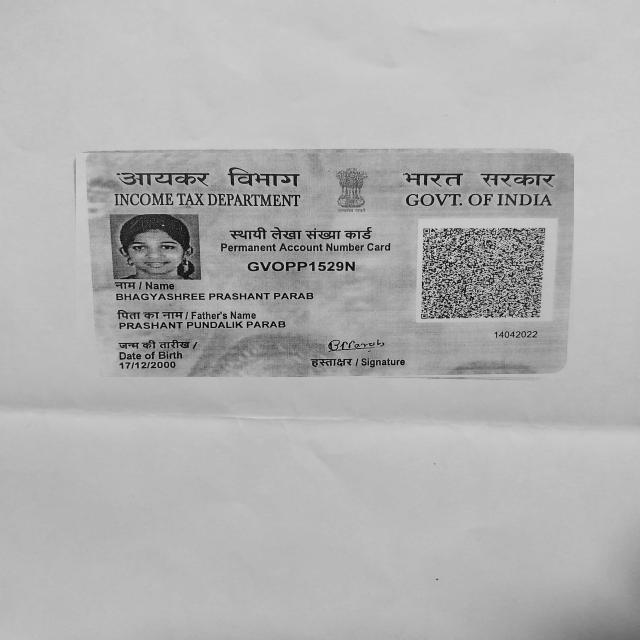 आयकर विभाग
INCOME TAX DEPARTMENT
भारत सरकार
GOVT. OF INDIA
स्थायी लेखा संख्या कार्ड
Permanent Account Number Card
GVOPP1529N
नाम / Name
BHAGYASHREE PRASHANT PARAB
पिता का नाम / Father's Name
PRASHANT PUNDALIK PARAB
जन्म की तारीख /
Date of Birth
17/12/2000
हस्ताक्षर / Signature
14042022